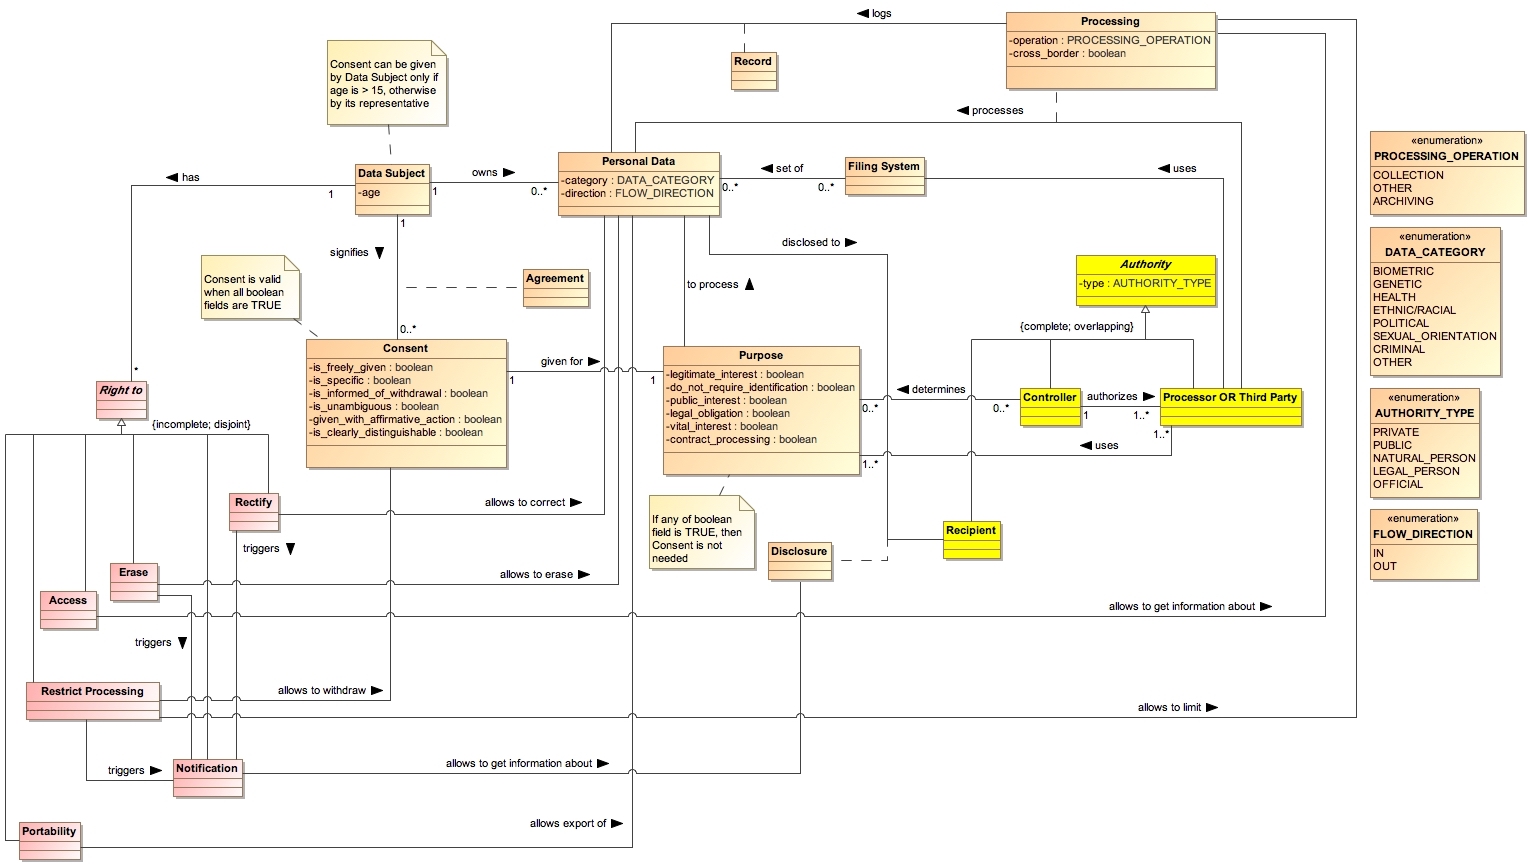 ◀ logs
Processing
-operation : PROCESSING_OPERATION
-cross_border : boolean
Record
Consent can be given
by Data Subject only if
age is > 15, otherwise
by its representative
◀ processes
«enumeration»
PROCESSING_OPERATION
COLLECTION
OTHER
ARCHIVING
Data Subject
-age
◀ has
1
1
1
owns ▶
0..*
Personal Data
-category : DATA_CATEGORY
-direction : FLOW_DIRECTION
0..*
◀ set of
0..*
Filing System
◀ uses
signifies ▼
disclosed to ▶
«enumeration»
DATA_CATEGORY
BIOMETRIC
GENETIC
HEALTH
ETHNIC/RACIAL
POLITICAL
SEXUAL_ORIENTATION
CRIMINAL
OTHER
Consent is valid
when all boolean
fields are TRUE
Agreement
to process ▲
Authority
-type : AUTHORITY_TYPE
{complete; overlapping}
0..*
Consent
-is_freely_given : boolean
-is_specific : boolean
-is_informed_of_withdrawal : boolean
-is_unambiguous : boolean
-given_with_affirmative_action : boolean
-is_clearly_distinguishable : boolean
given for ▶
1
1
Purpose
-legitimate_interest : boolean
-do_not_require_identification : boolean
-public_interest : boolean
-legal_obligation : boolean
-vital_interest : boolean
-contract_processing : boolean
◀ determines
0..*
0..*
Controller
authorizes ▶
1
1..*
Processor OR Third Party
1..*
◀ uses
1..*
«enumeration»
AUTHORITY_TYPE
PRIVATE
PUBLIC
NATURAL_PERSON
LEGAL_PERSON
OFFICIAL
*
Right to
{incomplete; disjoint}
Rectify
allows to correct ▶
triggers ▼
If any of boolean
field is TRUE, then
Consent is not
needed
Disclosure
Recipient
«enumeration»
FLOW_DIRECTION
IN
OUT
Erase
allows to erase ▶
Access
allows to get information about ▶
triggers ▼
Restrict Processing
allows to withdraw ▶
allows to limit ▶
triggers ▶
Notification
allows to get information about ▶
Portability
allows export of ▶